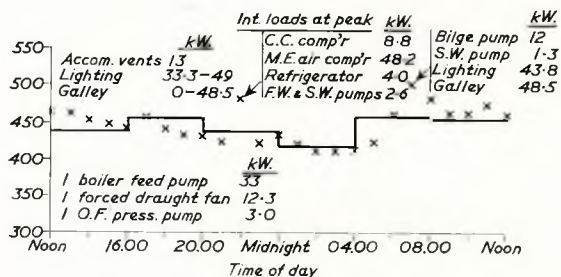 Int. loads at peak kW.
C.C. comp'r 8·8
M.E. air comp'r 48·2
Refrigerator 4·0
F.W. & S.W. pumps 2·6
Bilge pump 12
S.W. pump 1·3
Lighting 43·8
Galley 48·5
kW.
Accom. vents 13
Lighting 33·3-49
Galley 0-48·5
kW.
1 boiler feed pump 33
1 forced draught fan 12·3
1 O.F. press. pump 3·0
550
500
450
400
350
300
Noon 16.00 20.00 Midnight 04.00 08.00 Noon
Time of day